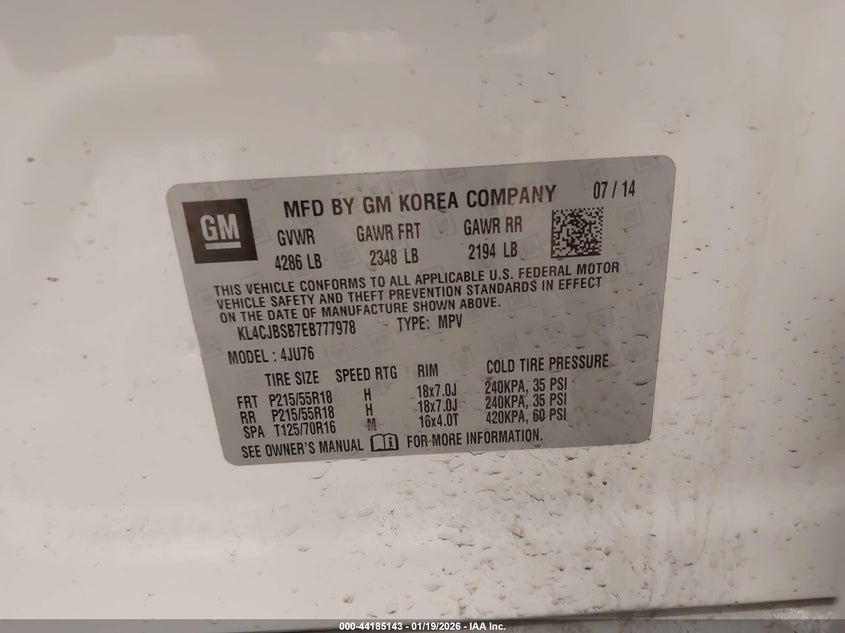 GM
MFD BY GM KOREA COMPANY 07 / 14
GVWR GAWR FRT GAWR RR
4286 LB 2348 LB 2194 LB
THIS VEHICLE CONFORMS TO ALL APPLICABLE U.S. FEDERAL MOTOR
VEHICLE SAFETY AND THEFT PREVENTION STANDARDS IN EFFECT
ON THE DATE OF MANUFACTURE SHOWN ABOVE.
KL4CJBSB7EB777978 TYPE: MPV
MODEL : 4JU76
TIRE SIZE SPEED RTG RIM COLD TIRE PRESSURE
FRT P215/55R18 H 18x7.0J 240KPA, 35 PSI
RR P215/55R18 H 18x7.0J 240KPA, 35 PSI
SPA T125/70R16 M 16x4.0T 420KPA, 60 PSI
SEE OWNER'S MANUAL FOR MORE INFORMATION.
000-44185143 - 01/19/2026 - IAA Inc.